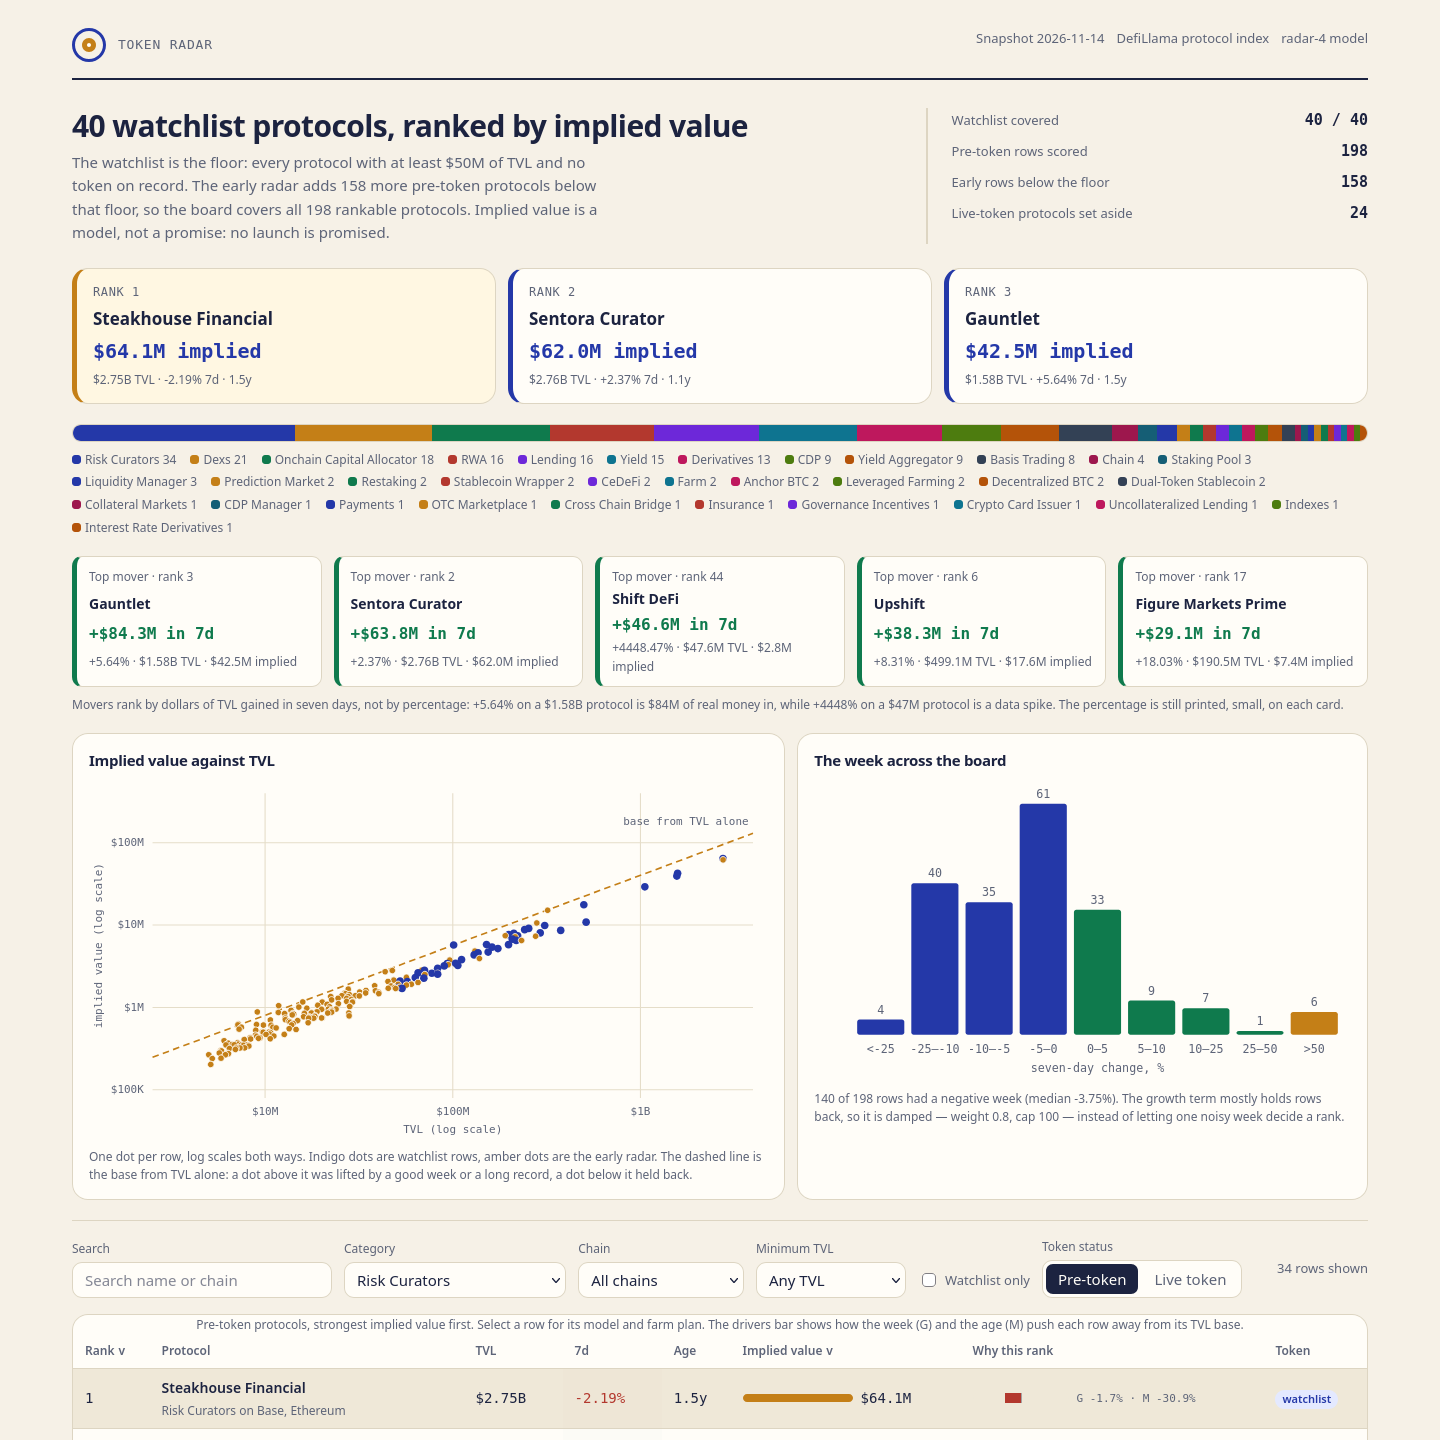 TOKEN RADAR
Snapshot 2026-11-14 DefiLlama protocol index radar-4 model
40 watchlist protocols, ranked by implied value
The watchlist is the floor: every protocol with at least $50M of TVL and no
token on record. The early radar adds 158 more pre-token protocols below
that floor, so the board covers all 198 rankable protocols. Implied value is a
model, not a promise: no launch is promised.
Watchlist covered 40 / 40
Pre-token rows scored 198
Early rows below the floor 158
Live-token protocols set aside 24
RANK 1
Steakhouse Financial
$64.1M implied
$2.75B TVL · -2.19% 7d · 1.5y
RANK 2
Sentora Curator
$62.0M implied
$2.76B TVL · +2.37% 7d · 1.1y
RANK 3
Gauntlet
$42.5M implied
$1.58B TVL · +5.64% 7d · 1.5y
Risk Curators 34 Dexs 21 Onchain Capital Allocator 18 RWA 16 Lending 16 Yield 15 Derivatives 13 CDP 9 Yield Aggregator 9 Basis Trading 8 Chain 4 Staking Pool 3
Liquidity Manager 3 Prediction Market 2 Restaking 2 Stablecoin Wrapper 2 CeDeFi 2 Farm 2 Anchor BTC 2 Leveraged Farming 2 Decentralized BTC 2 Dual-Token Stablecoin 2
Collateral Markets 1 CDP Manager 1 Payments 1 OTC Marketplace 1 Cross Chain Bridge 1 Insurance 1 Governance Incentives 1 Crypto Card Issuer 1 Uncollateralized Lending 1 Indexes 1
Interest Rate Derivatives 1
Top mover · rank 3
Gauntlet
+$84.3M in 7d
+5.64% · $1.58B TVL · $42.5M implied
Top mover · rank 2
Sentora Curator
+$63.8M in 7d
+2.37% · $2.76B TVL · $62.0M implied
Top mover · rank 44
Shift DeFi
+$46.6M in 7d
+4448.47% · $47.6M TVL · $2.8M
implied
Top mover · rank 6
Upshift
+$38.3M in 7d
+8.31% · $499.1M TVL · $17.6M implied
Top mover · rank 17
Figure Markets Prime
+$29.1M in 7d
+18.03% · $190.5M TVL · $7.4M implied
Movers rank by dollars of TVL gained in seven days, not by percentage: +5.64% on a $1.58B protocol is $84M of real money in, while +4448% on a $47M protocol is a data spike. The percentage is still printed, small, on each card.
Implied value against TVL
base from TVL alone
$100M
$10M
$1M
$100K
implied value (log scale)
$10M $100M $1B
TVL (log scale)
One dot per row, log scales both ways. Indigo dots are watchlist rows, amber dots are the early radar. The dashed line is
the base from TVL alone: a dot above it was lifted by a good week or a long record, a dot below it held back.
The week across the board
4 40 35 61 33 9 7 1 6
<-25 -25–-10 -10–-5 -5–0 0–5 5–10 10–25 25–50 >50
seven-day change, %
140 of 198 rows had a negative week (median -3.75%). The growth term mostly holds rows
back, so it is damped — weight 0.8, cap 100 — instead of letting one noisy week decide a rank.
Search
Search name or chain
Category
Risk Curators
Chain
All chains
Minimum TVL
Any TVL
Watchlist only
Token status
Pre-token Live token
34 rows shown
Pre-token protocols, strongest implied value first. Select a row for its model and farm plan. The drivers bar shows how the week (G) and the age (M) push each row away from its TVL base.
Rank v Protocol TVL 7d Age Implied value v Why this rank Token
1 Steakhouse Financial $2.75B -2.19% 1.5y $64.1M G -1.7% · M -30.9% watchlist
Risk Curators on Base, Ethereum